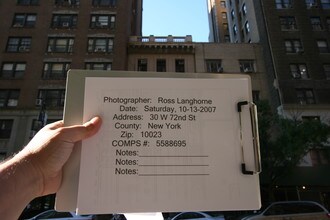 Photographer: Ross Langhorne
Date: Saturday, 10-13-2007
Address: 30 W 72nd St
County: New York
Zip: 10023
COMPS #: 5588695
Notes:
Notes:
Notes: